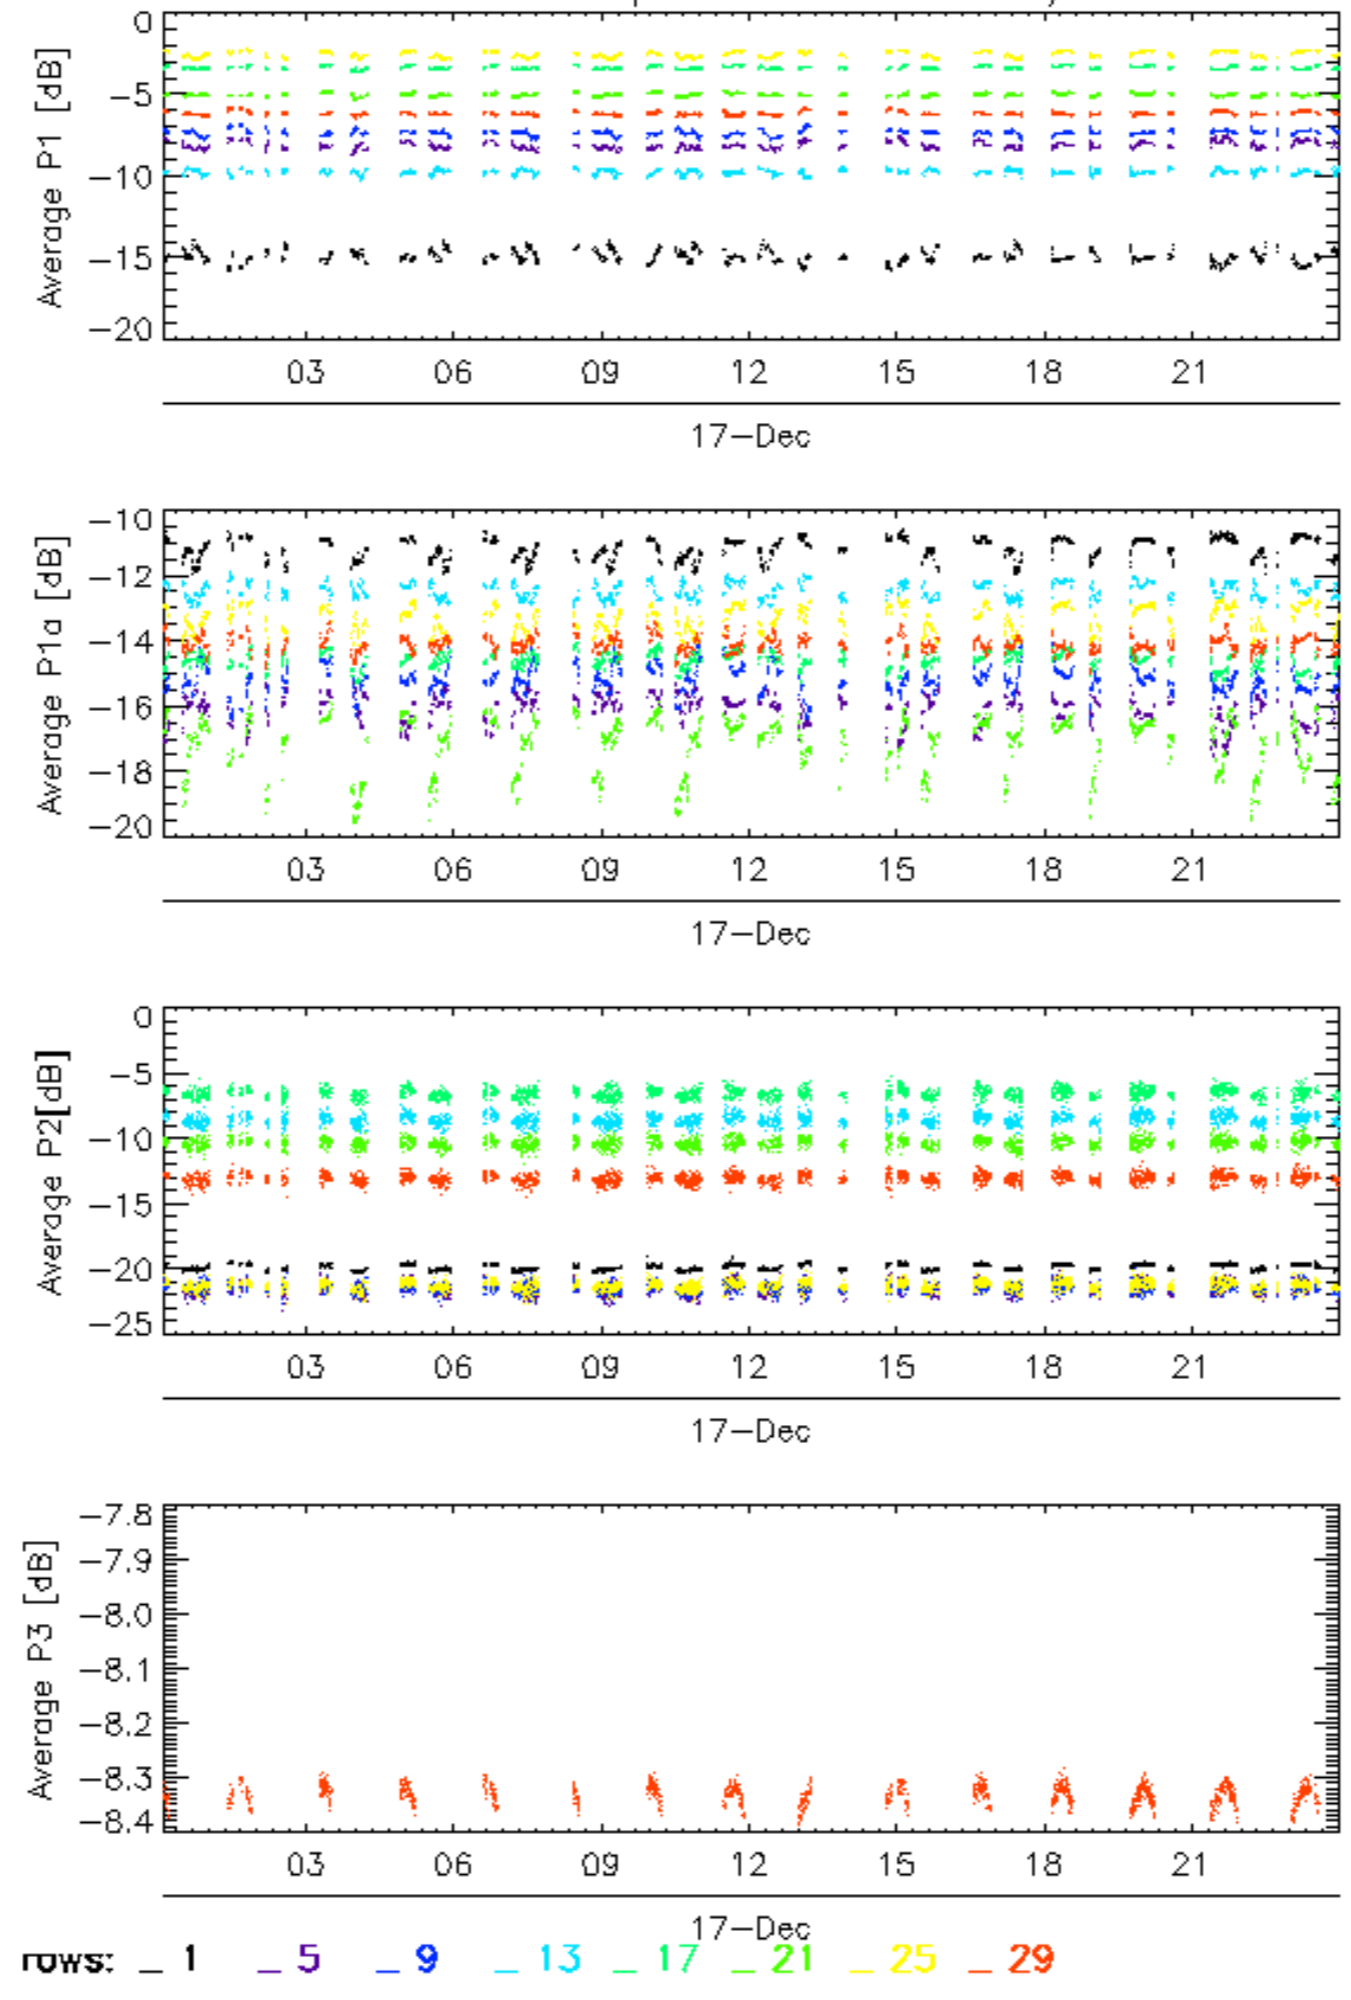 0
−5
−10
−15
−20
Average P1 [dB]
03 06 09 12 15 18 21
17−Dec
−10
−12
−14
−16
−18
−20
Average P1a [dB]
03 06 09 12 15 18 21
17−Dec
0
−5
−10
−15
−20
−25
Average P2[dB]
03 06 09 12 15 18 21
17−Dec
−7.8
−7.9
−8.0
−8.1
−8.2
−8.3
−8.4
Average P3 [dB]
03 06 09 12 15 18 21
17−Dec
rows: _ 1 _ 5 _ 9 _ 13 _ 17 _ 21 _ 25 _ 29